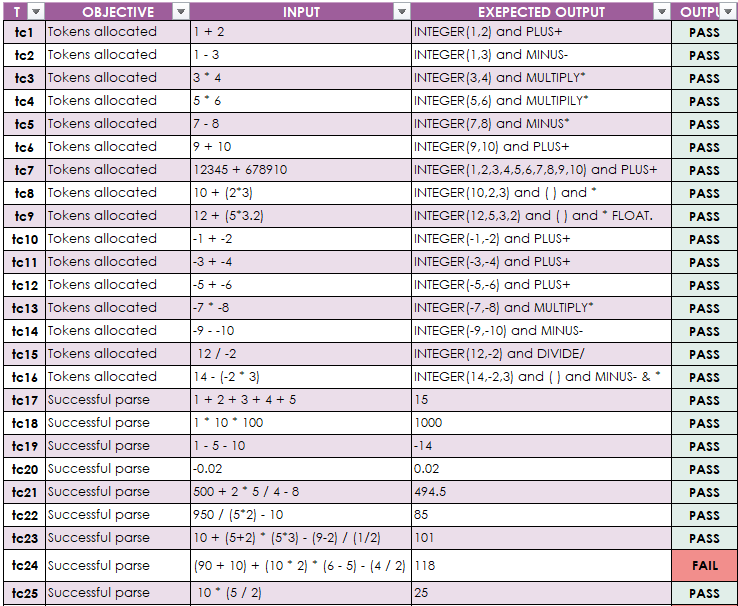 T OBJECTIVE INPUT EXEPECTED OUTPUT OUTPU
tc1 Tokens allocated 1 + 2 INTEGER(1,2) and PLUS+ PASS
tc2 Tokens allocated 1 - 3 INTEGER(1,3) and MINUS- PASS
tc3 Tokens allocated 3 * 4 INTEGER(3,4) and MULTIPLY* PASS
tc4 Tokens allocated 5 * 6 INTEGER(5,6) and MULTIPILY* PASS
tc5 Tokens allocated 7 - 8 INTEGER(7,8) and MINUS* PASS
tc6 Tokens allocated 9 + 10 INTEGER(9,10) and PLUS+ PASS
tc7 Tokens allocated 12345 + 678910 INTEGER(1,2,3,4,5,6,7,8,9,10) and PLUS+ PASS
tc8 Tokens allocated 10 + (2*3) INTEGER(10,2,3) and ( ) and * PASS
tc9 Tokens allocated 12 + (5*3.2) INTEGER(12,5,3,2) and ( ) and * FLOAT. PASS
tc10 Tokens allocated -1 + -2 INTEGER(-1,-2) and PLUS+ PASS
tc11 Tokens allocated -3 + -4 INTEGER(-3,-4) and PLUS+ PASS
tc12 Tokens allocated -5 + -6 INTEGER(-5,-6) and PLUS+ PASS
tc13 Tokens allocated -7 * -8 INTEGER(-7,-8) and MULTIPLY* PASS
tc14 Tokens allocated -9 - -10 INTEGER(-9,-10) and MINUS- PASS
tc15 Tokens allocated 12 / -2 INTEGER(12,-2) and DIVIDE/ PASS
tc16 Tokens allocated 14 - (-2 * 3) INTEGER(14,-2,3) and ( ) and MINUS- & * PASS
tc17 Successful parse 1 + 2 + 3 + 4 + 5 15 PASS
tc18 Successful parse 1 * 10 * 100 1000 PASS
tc19 Successful parse 1 - 5 - 10 -14 PASS
tc20 Successful parse -0.02 0.02 PASS
tc21 Successful parse 500 + 2 * 5 / 4 - 8 494.5 PASS
tc22 Successful parse 950 / (5*2) - 10 85 PASS
tc23 Successful parse 10 + (5+2) * (5*3) - (9-2) / (1/2) 101 PASS
tc24 Successful parse (90 + 10) + (10 * 2) * (6 - 5) - (4 / 2) 118 FAIL
tc25 Successful parse 10 * (5 / 2) 25 PASS